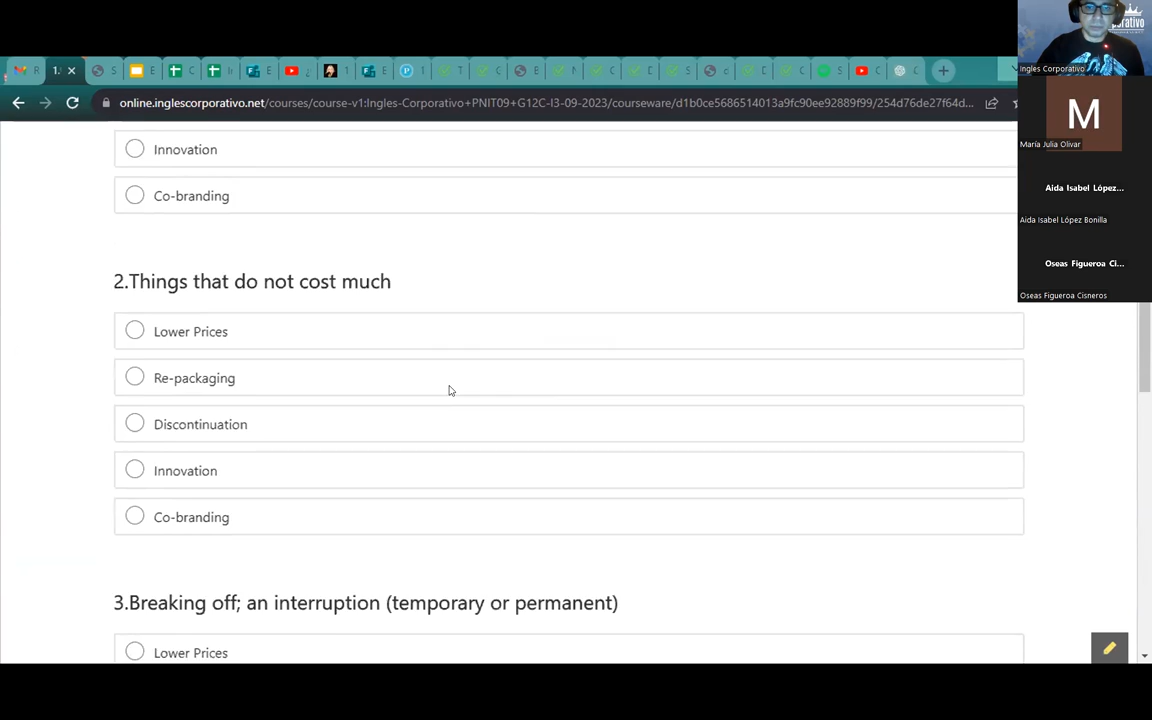 online.inglescorporativo.net/courses/course-v1:Ingles-Corporativo+PNIT09+G12C-I3-09-2023/courseware/d1b0ce5686514013a9fc90ee92889f99/254d76de27f64d...
Innovation
Co-branding
2.Things that do not cost much
Lower Prices
Re-packaging
Discontinuation
Innovation
Co-branding
3.Breaking off; an interruption (temporary or permanent)
Lower Prices
Ingles Corporativo
M
María Julia Olivar
Aida Isabel López...
Aida Isabel López Bonilla
Oseas Figueroa Ci...
Oseas Figueroa Cisneros